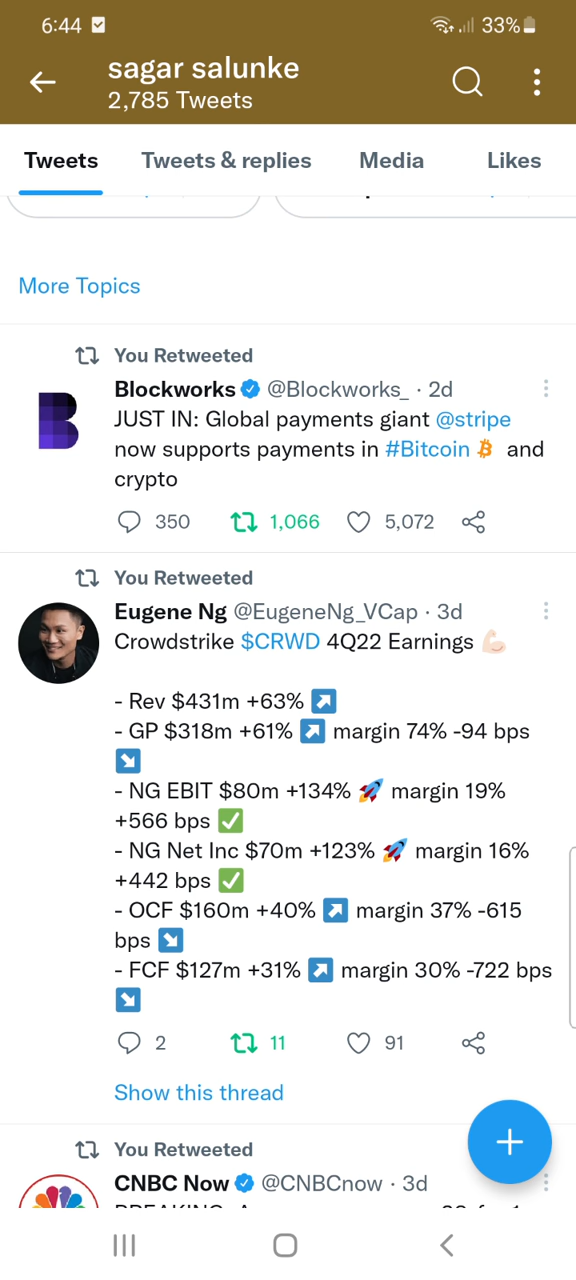 6:44 33%
sagar salunke
2,785 Tweets
Tweets Tweets & replies Media Likes
More Topics
You Retweeted
Blockworks @Blockworks_ · 2d
JUST IN: Global payments giant @stripe
now supports payments in #Bitcoin and
crypto
350 1,066 5,072
You Retweeted
Eugene Ng @EugeneNg_VCap · 3d
Crowdstrike $CRWD 4Q22 Earnings 💪🏻
- Rev $431m +63% ↗️
- GP $318m +61% ↗️ margin 74% -94 bps
↘️
- NG EBIT $80m +134% 🚀 margin 19%
+566 bps ✅
- NG Net Inc $70m +123% 🚀 margin 16%
+442 bps ✅
- OCF $160m +40% ↗️ margin 37% -615
bps ↘️
- FCF $127m +31% ↗️ margin 30% -722 bps
↘️
2 11 91
Show this thread
You Retweeted
CNBC Now @CNBCnow · 3d